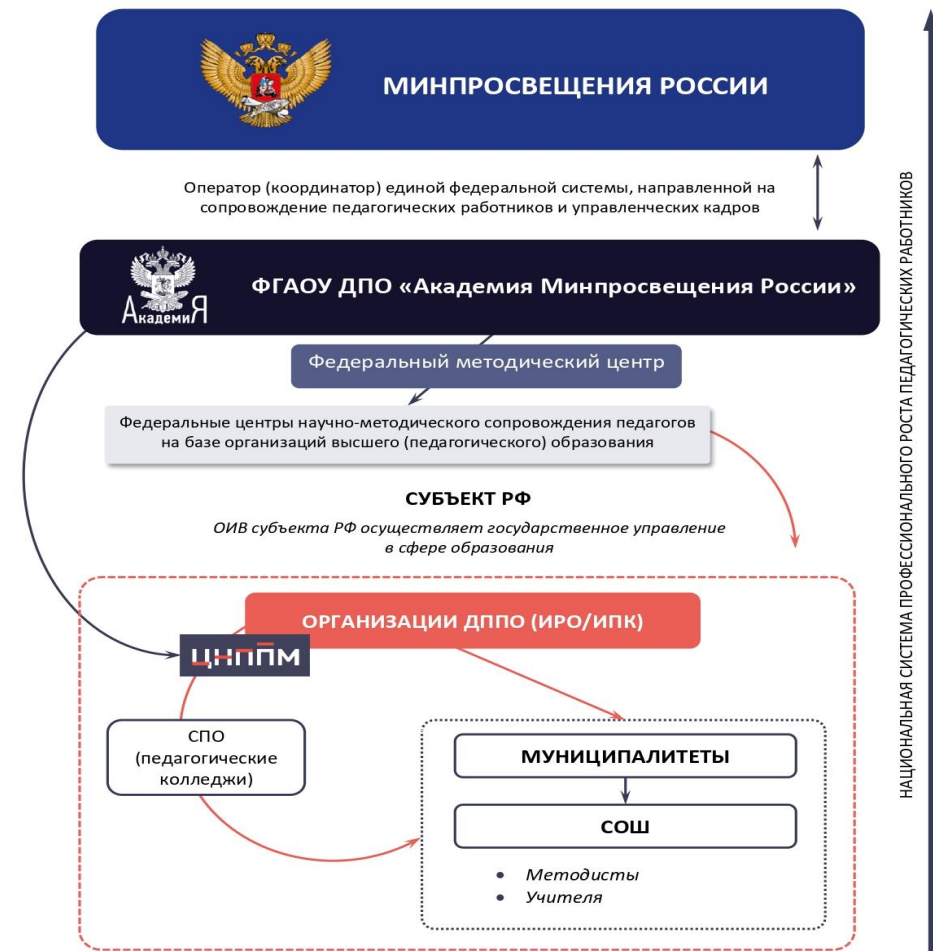 МИНПРОСВЕЩЕНИЯ РОССИИ
Оператор (координатор) единой федеральной системы, направленной на
сопровождение педагогических работников и управленческих кадров
АкадемиЯ
ФГАОУ ДПО «Академия Минпросвещения России»
Федеральный методический центр
Федеральные центры научно-методического сопровождения педагогов
на базе организаций высшего (педагогического) образования
СУБЪЕКТ РФ
ОИВ субъекта РФ осуществляет государственное управление
в сфере образования
ОРГАНИЗАЦИИ ДППО (ИРО/ИПК)
ЦНППМ
СПО
(педагогические
колледжи)
МУНИЦИПАЛИТЕТЫ
СОШ
• Методисты
• Учителя
НАЦИОНАЛЬНАЯ СИСТЕМА ПРОФЕССИОНАЛЬНОГО РОСТА ПЕДАГОГИЧЕСКИХ РАБОТНИКОВ